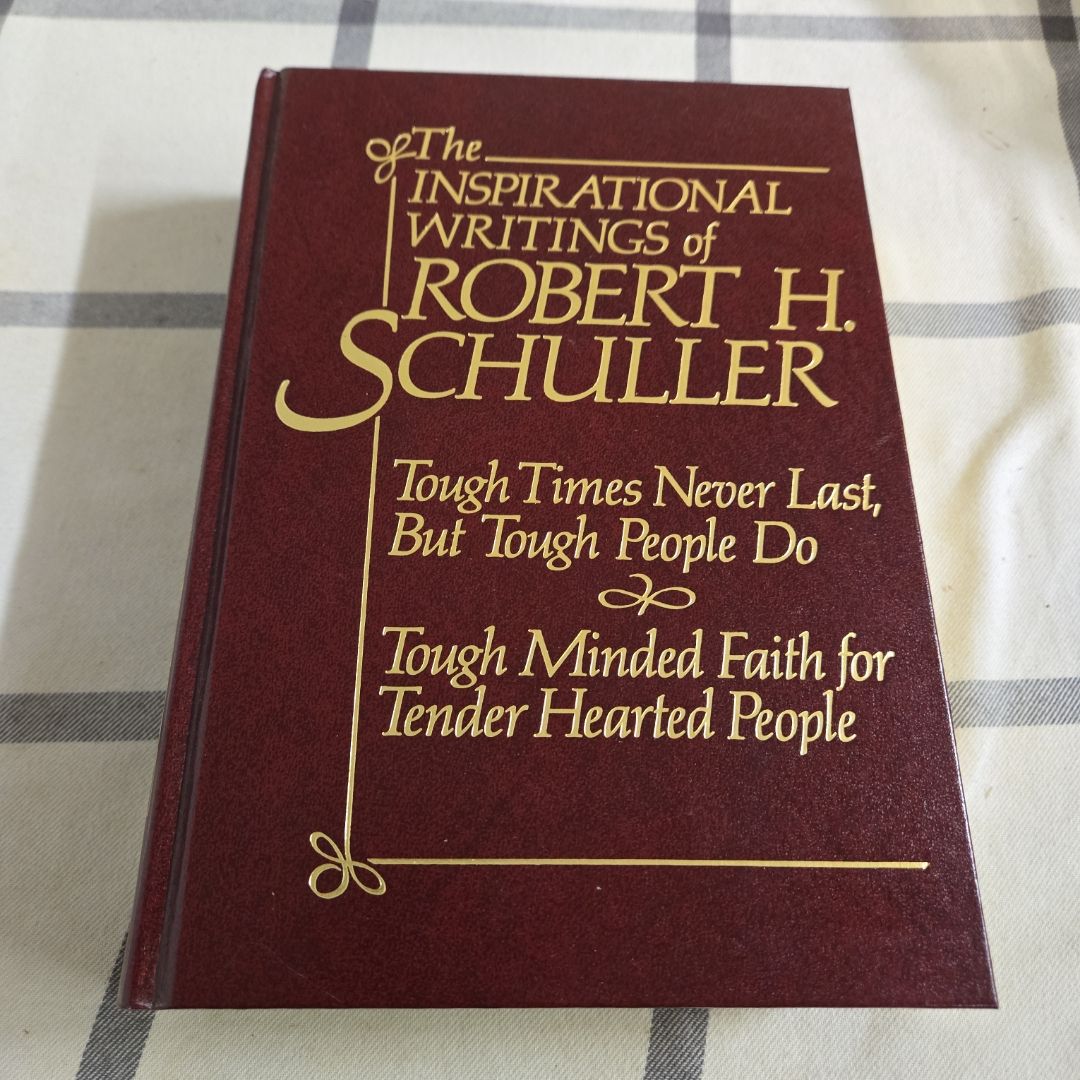 The
INSPIRATIONAL
WRITINGS of
ROBERT H.
SCHULLER
Tough Times Never Last,
But Tough People Do
Tough Minded Faith for
Tender Hearted People